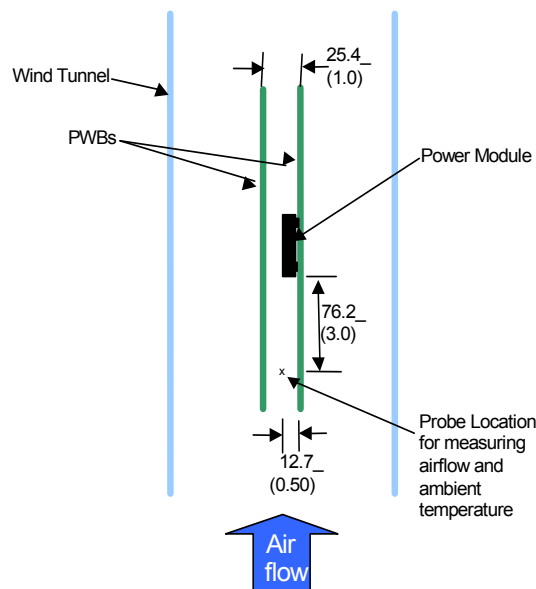 25.4_
(1.0)
Wind Tunnel
PWBs
Power Module
76.2_
(3.0)
x
Probe Location
for measuring
airflow and
ambient
temperature
12.7_
(0.50)
Air
flow